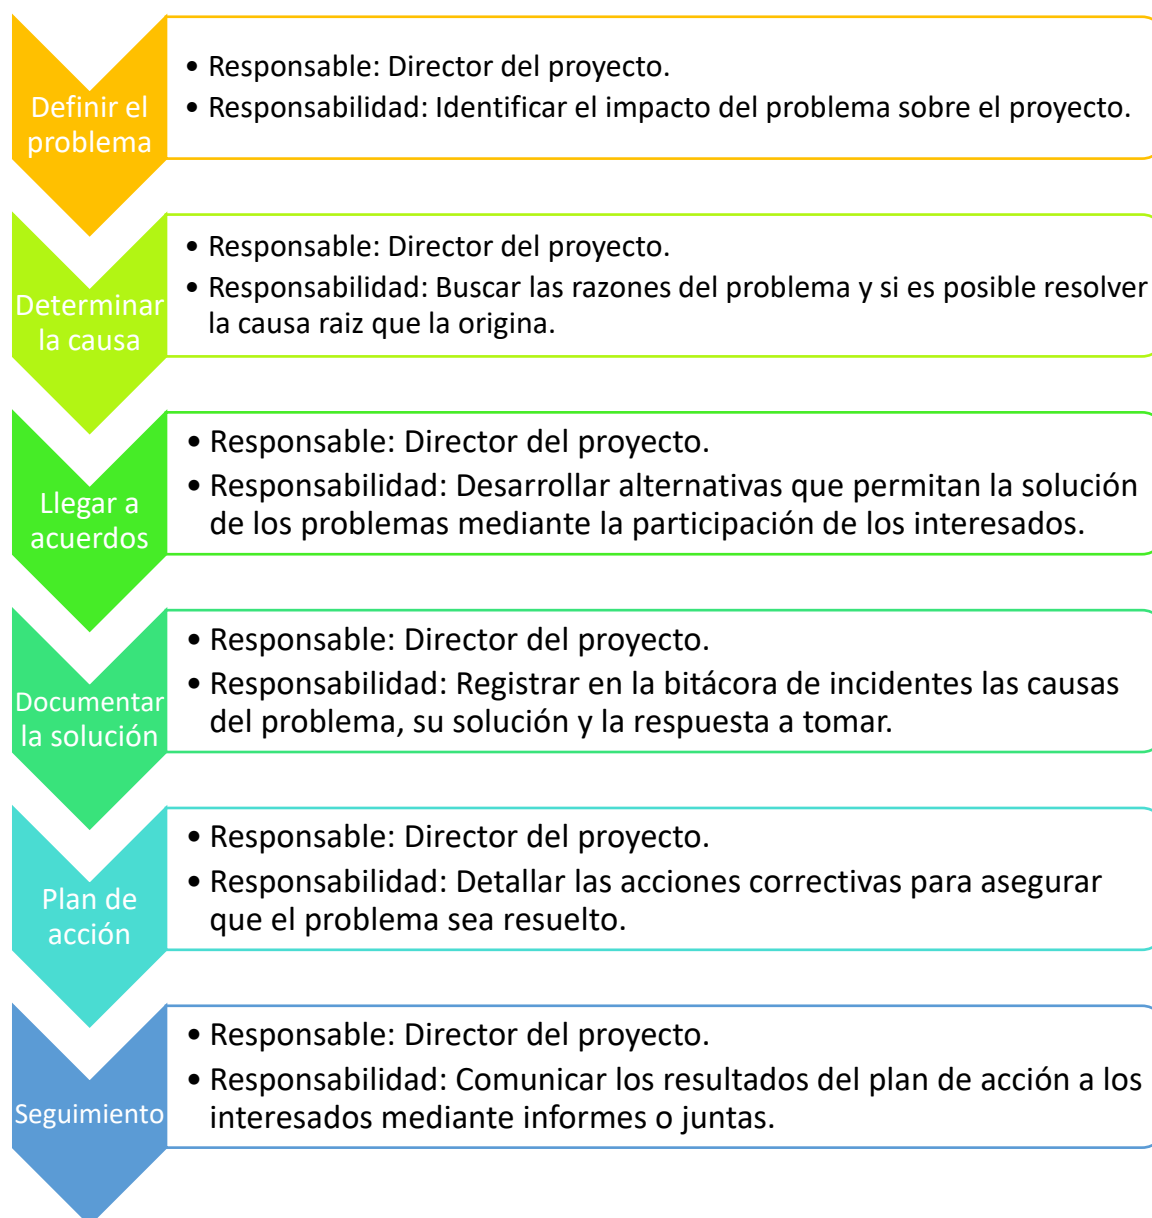 Definir el
problema
• Responsable: Director del proyecto.
• Responsabilidad: Identificar el impacto del problema sobre el proyecto.
Determinar
la causa
• Responsable: Director del proyecto.
• Responsabilidad: Buscar las razones del problema y si es posible resolver
la causa raiz que la origina.
Llegar a
acuerdos
• Responsable: Director del proyecto.
• Responsabilidad: Desarrollar alternativas que permitan la solución
de los problemas mediante la participación de los interesados.
Documentar
la solución
• Responsable: Director del proyecto.
• Responsabilidad: Registrar en la bitácora de incidentes las causas
del problema, su solución y la respuesta a tomar.
Plan de
acción
• Responsable: Director del proyecto.
• Responsabilidad: Detallar las acciones correctivas para asegurar
que el problema sea resuelto.
Seguimiento
• Responsable: Director del proyecto.
• Responsabilidad: Comunicar los resultados del plan de acción a los
interesados mediante informes o juntas.